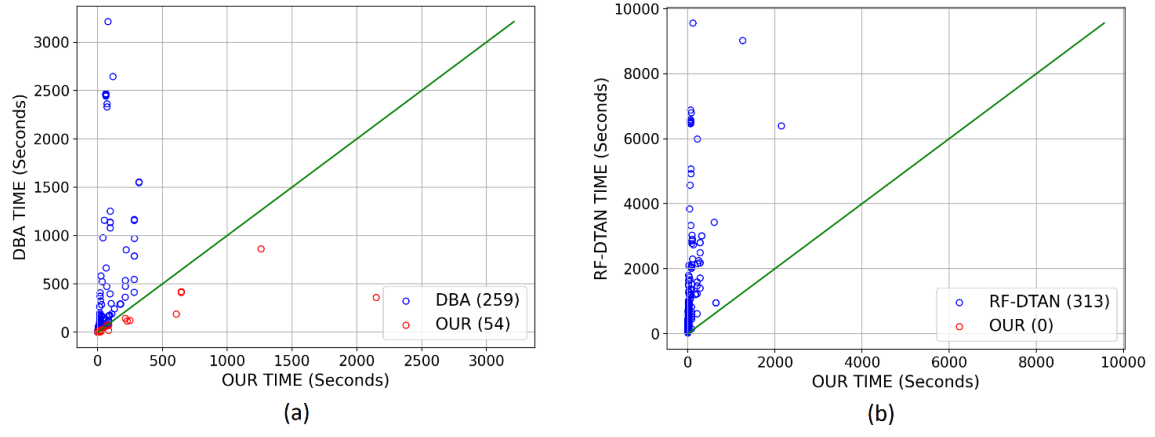 3000
2500
2000
1500
1000
500
0
DBA TIME (Seconds)
DBA (259)
OUR (54)
0 500 1000 1500 2000 2500 3000
OUR TIME (Seconds)
(a)
10000
8000
6000
4000
2000
0
RF-DTAN TIME (Seconds)
RF-DTAN (313)
OUR (0)
0 2000 4000 6000 8000 10000
OUR TIME (Seconds)
(b)